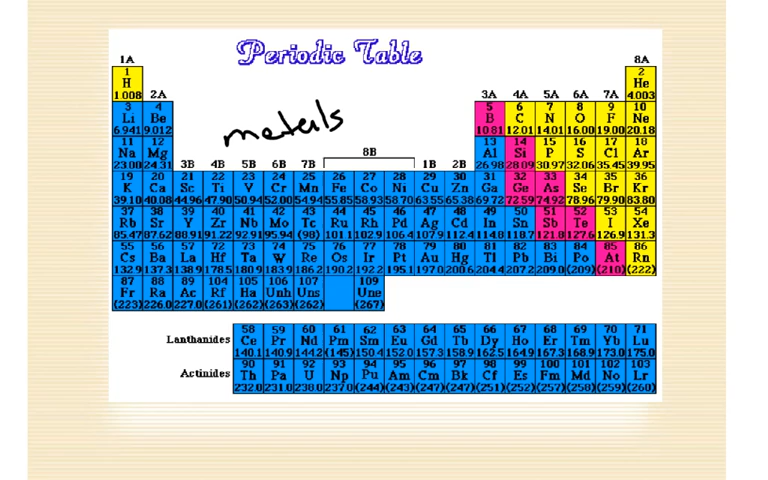 Periodic Table
1A 8A
1 2
H He
1.008 2A 3A 4A 5A 6A 7A 4.003
3 4 5 6 7 8 9 10
Li Be B C N O F Ne
6.941 9.012 10.81 12.01 14.01 16.00 19.00 20.18
metals
11 12 13 14 15 16 17 18
Na Mg Al Si P S Cl Ar
23.00 24.31 3B 4B 5B 6B 7B 8B 1B 2B 26.98 28.09 30.97 32.06 35.45 39.95
19 20 21 22 23 24 25 26 27 28 29 30 31 32 33 34 35 36
K Ca Sc Ti V Cr Mn Fe Co Ni Cu Zn Ga Ge As Se Br Kr
39.10 40.08 44.96 47.90 50.94 52.00 54.94 55.85 58.93 58.70 63.55 65.38 69.72 72.59 74.92 78.96 79.90 83.80
37 38 39 40 41 42 43 44 45 46 47 48 49 50 51 52 53 54
Rb Sr Y Zr Nb Mo Tc Ru Rh Pd Ag Cd In Sn Sb Te I Xe
85.47 87.62 88.91 91.22 92.91 95.94 (98) 101.1 102.9 106.4 107.9 112.4 114.8 118.7 121.8 127.6 126.9 131.3
55 56 57 72 73 74 75 76 77 78 79 80 81 82 83 84 85 86
Cs Ba La Hf Ta W Re Os Ir Pt Au Hg Tl Pb Bi Po At Rn
132.9 137.3 138.9 178.5 180.9 183.9 186.2 190.2 192.2 195.1 197.0 200.6 204.4 207.2 209.0 (209) (210) (222)
87 88 89 104 105 106 107 109
Fr Ra Ac Rf Ha Unh Uns Une
(223) 226.0 227.0 (261) (262) (263) (262) (267)
58 59 60 61 62 63 64 65 66 67 68 69 70 71
Lanthanides Ce Pr Nd Pm Sm Eu Gd Tb Dy Ho Er Tm Yb Lu
140.1 140.9 144.2 (145) 150.4 152.0 157.3 158.9 162.5 164.9 167.3 168.9 173.0 175.0
90 91 92 93 94 95 96 97 98 99 100 101 102 103
Actinides Th Pa U Np Pu Am Cm Bk Cf Es Fm Md No Lr
232.0 231.0 238.0 237.0 (244) (243) (247) (247) (251) (252) (257) (258) (259) (260)